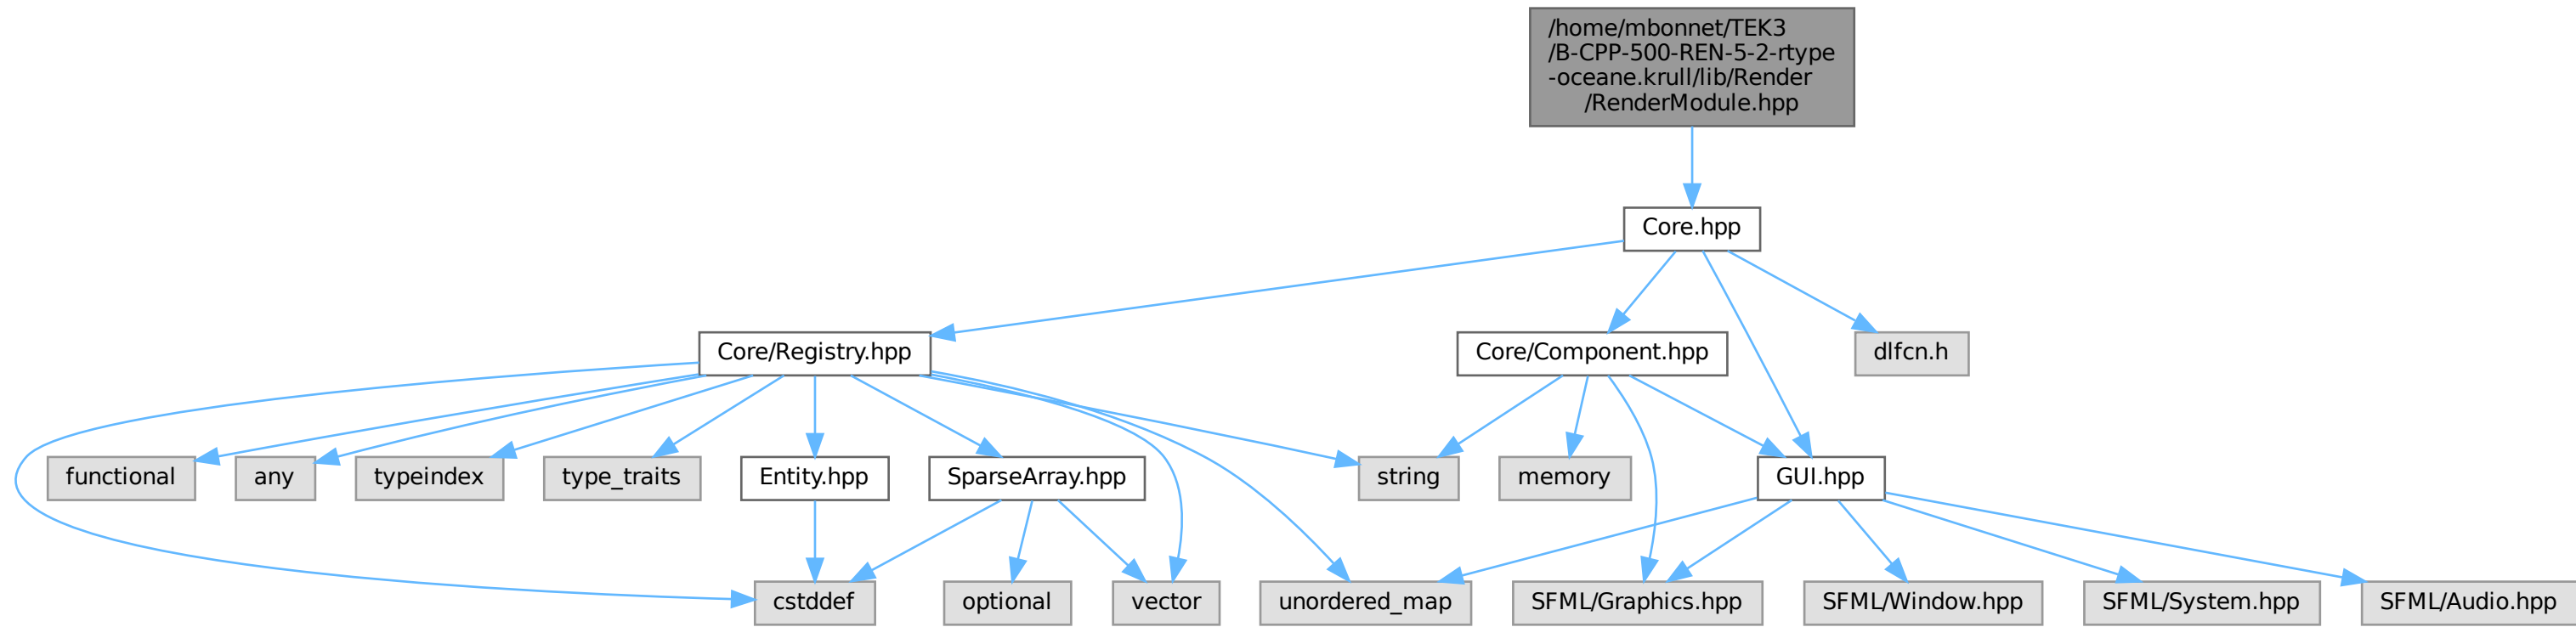 /home/mbonnet/TEK3
/B-CPP-500-REN-5-2-rtype
-oceane.krull/lib/Render
/RenderModule.hpp
Core.hpp
Core/Registry.hpp
Core/Component.hpp
dlfcn.h
functional
any
typeindex
type_traits
Entity.hpp
SparseArray.hpp
string
memory
GUI.hpp
cstddef
optional
vector
unordered_map
SFML/Graphics.hpp
SFML/Window.hpp
SFML/System.hpp
SFML/Audio.hpp